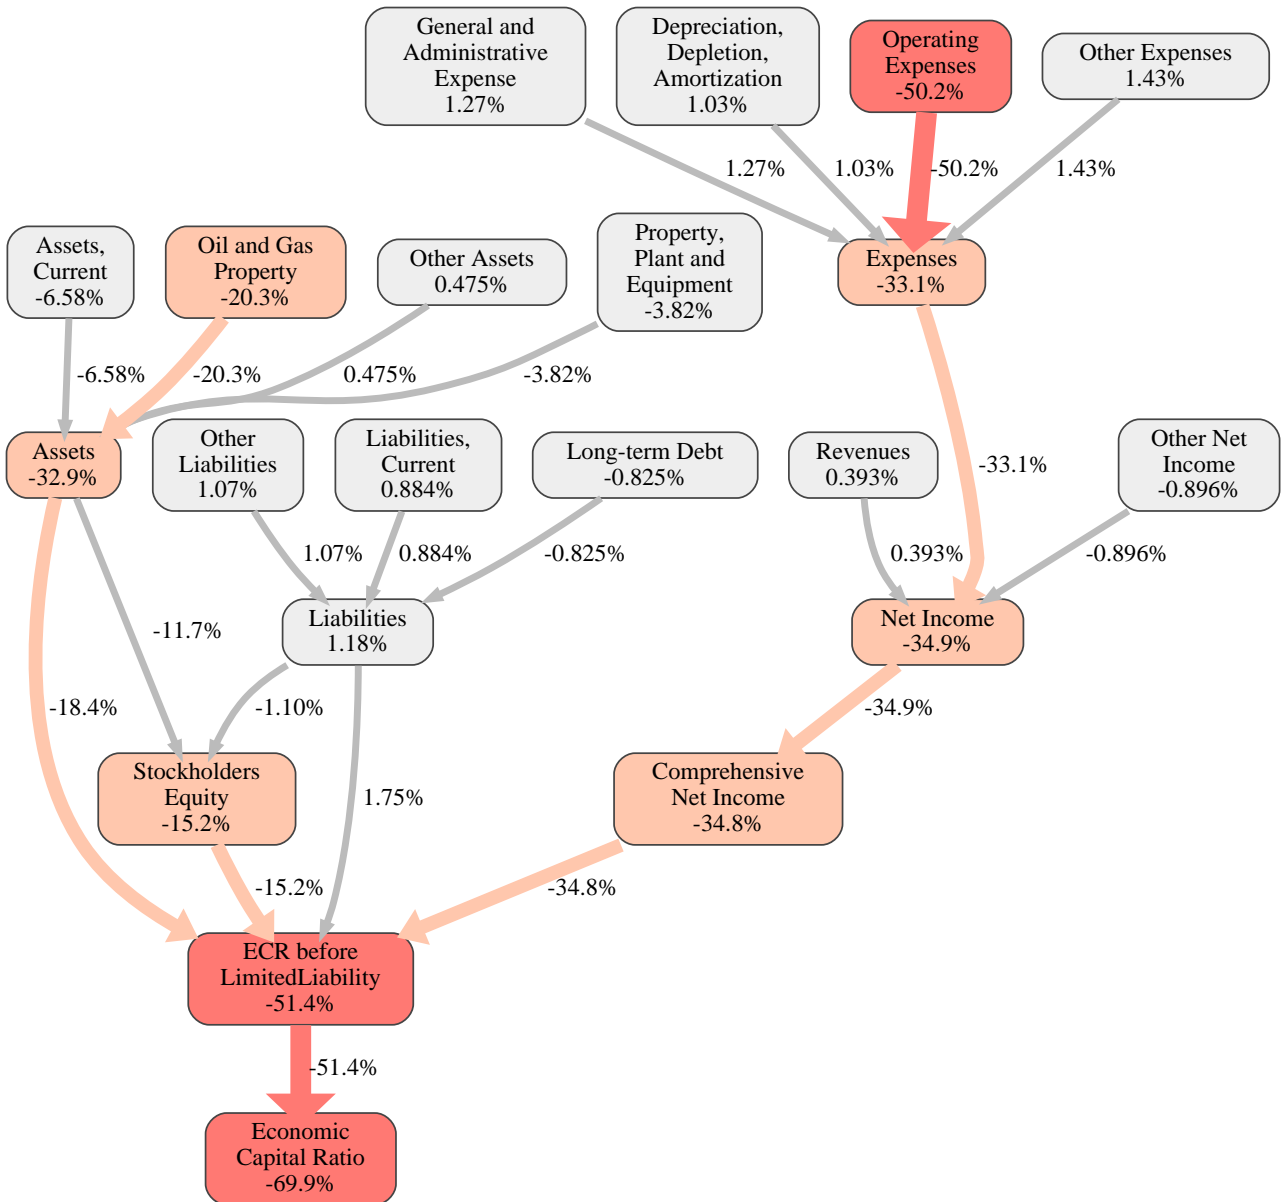 General and
Administrative
Expense
1.27%
Depreciation,
Depletion,
Amortization
1.03%
Operating
Expenses
-50.2%
Other Expenses
1.43%
1.27%
1.03%
-50.2%
1.43%
Assets,
Current
-6.58%
Oil and Gas
Property
-20.3%
Other Assets
0.475%
Property,
Plant and
Equipment
-3.82%
Expenses
-33.1%
-6.58%
-20.3%
0.475%
-3.82%
Assets
-32.9%
Other
Liabilities
1.07%
Liabilities,
Current
0.884%
Long-term Debt
-0.825%
Revenues
0.393%
-33.1%
Other Net
Income
-0.896%
1.07%
0.884%
-0.825%
0.393%
-0.896%
-11.7%
Liabilities
1.18%
Net Income
-34.9%
-18.4%
-1.10%
-34.9%
Stockholders
Equity
-15.2%
1.75%
Comprehensive
Net Income
-34.8%
-15.2%
-34.8%
ECR before
LimitedLiability
-51.4%
-51.4%
Economic
Capital Ratio
-69.9%